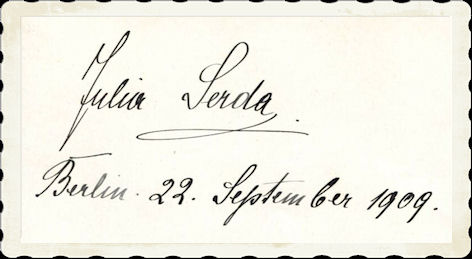 Julia Serda.
Berlin. 22. September 1909.